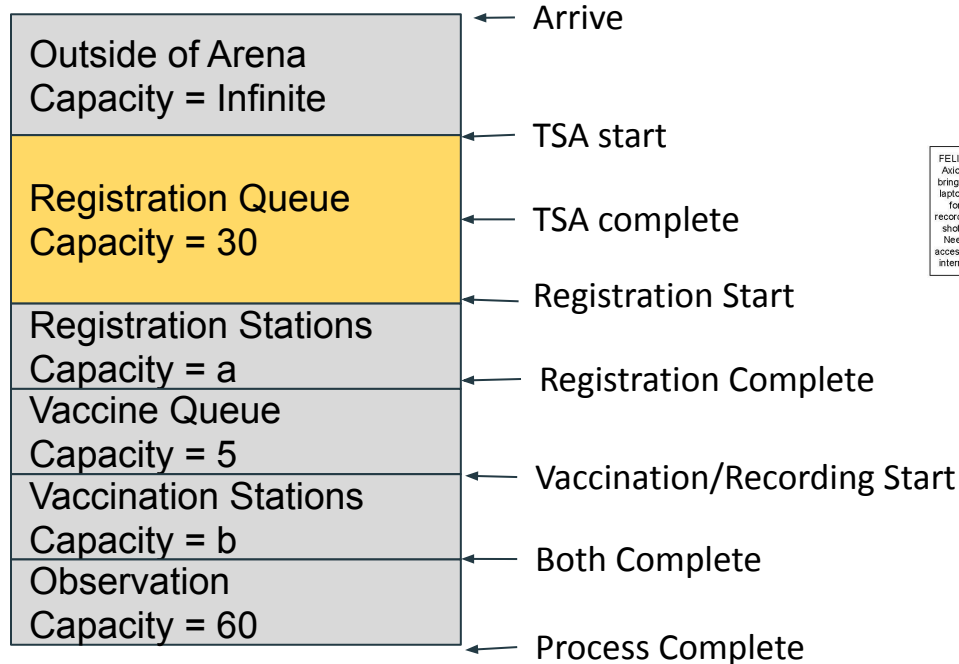 Arrive
Outside of Arena
Capacity = Infinite
TSA start
Registration Queue
Capacity = 30
TSA complete
Registration Start
Registration Stations
Capacity = a
Registration Complete
Vaccine Queue
Capacity = 5
Vaccination/Recording Start
Vaccination Stations
Capacity = b
Both Complete
Observation
Capacity = 60
Process Complete